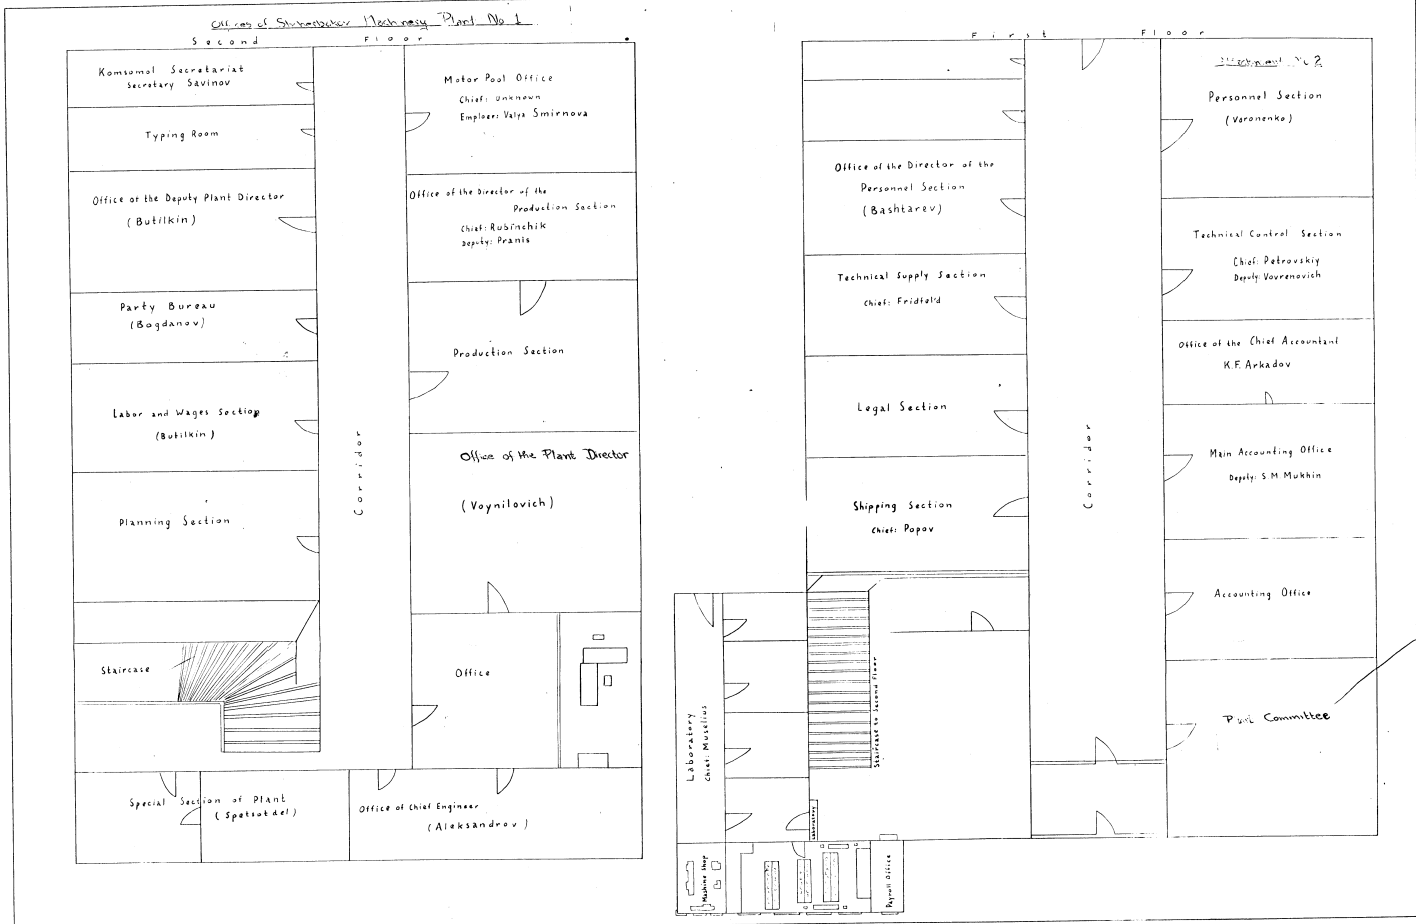 Offices of Machinery Plant No 1
Second Floor
Komsomol Secretariat
Secretary Savinov
Typing Room
Office of the Deputy Plant Director
(Butilkin)
Party Bureau
(Bogdanov)
Labor and Wages Section
(Butilkin)
Planning Section
Staircase
Special Section of Plant
(Spetsotdel)
Corridor
Motor Pool Office
Chief: Unknown
Employee: Valya Smirnova
Office of the Director of the
Production Section
Chief: Rubinchik
Deputy: Pranis
Production Section
Office of the Plant Director
(Voynilovich)
Office
Office of Chief Engineer
(Aleksandrov)
First Floor
No 2
Office of the Director of the
Personnel Section
(Bashtarev)
Technical Supply Section
Chief: Fridfel'd
Legal Section
Shipping Section
Chief: Popov
Corridor
Personnel Section
(Voronenko)
Technical Control Section
Chief: Petrovskiy
Deputy: Vovrenovich
Office of the Chief Accountant
K.F. Arkadov
Main Accounting Office
Deputy: S.M. Mukhin
Accounting Office
Committee
Laboratory
Chief: Muselius
Staircase to Second Floor
Laboratory
Machine Shop
Payroll Office